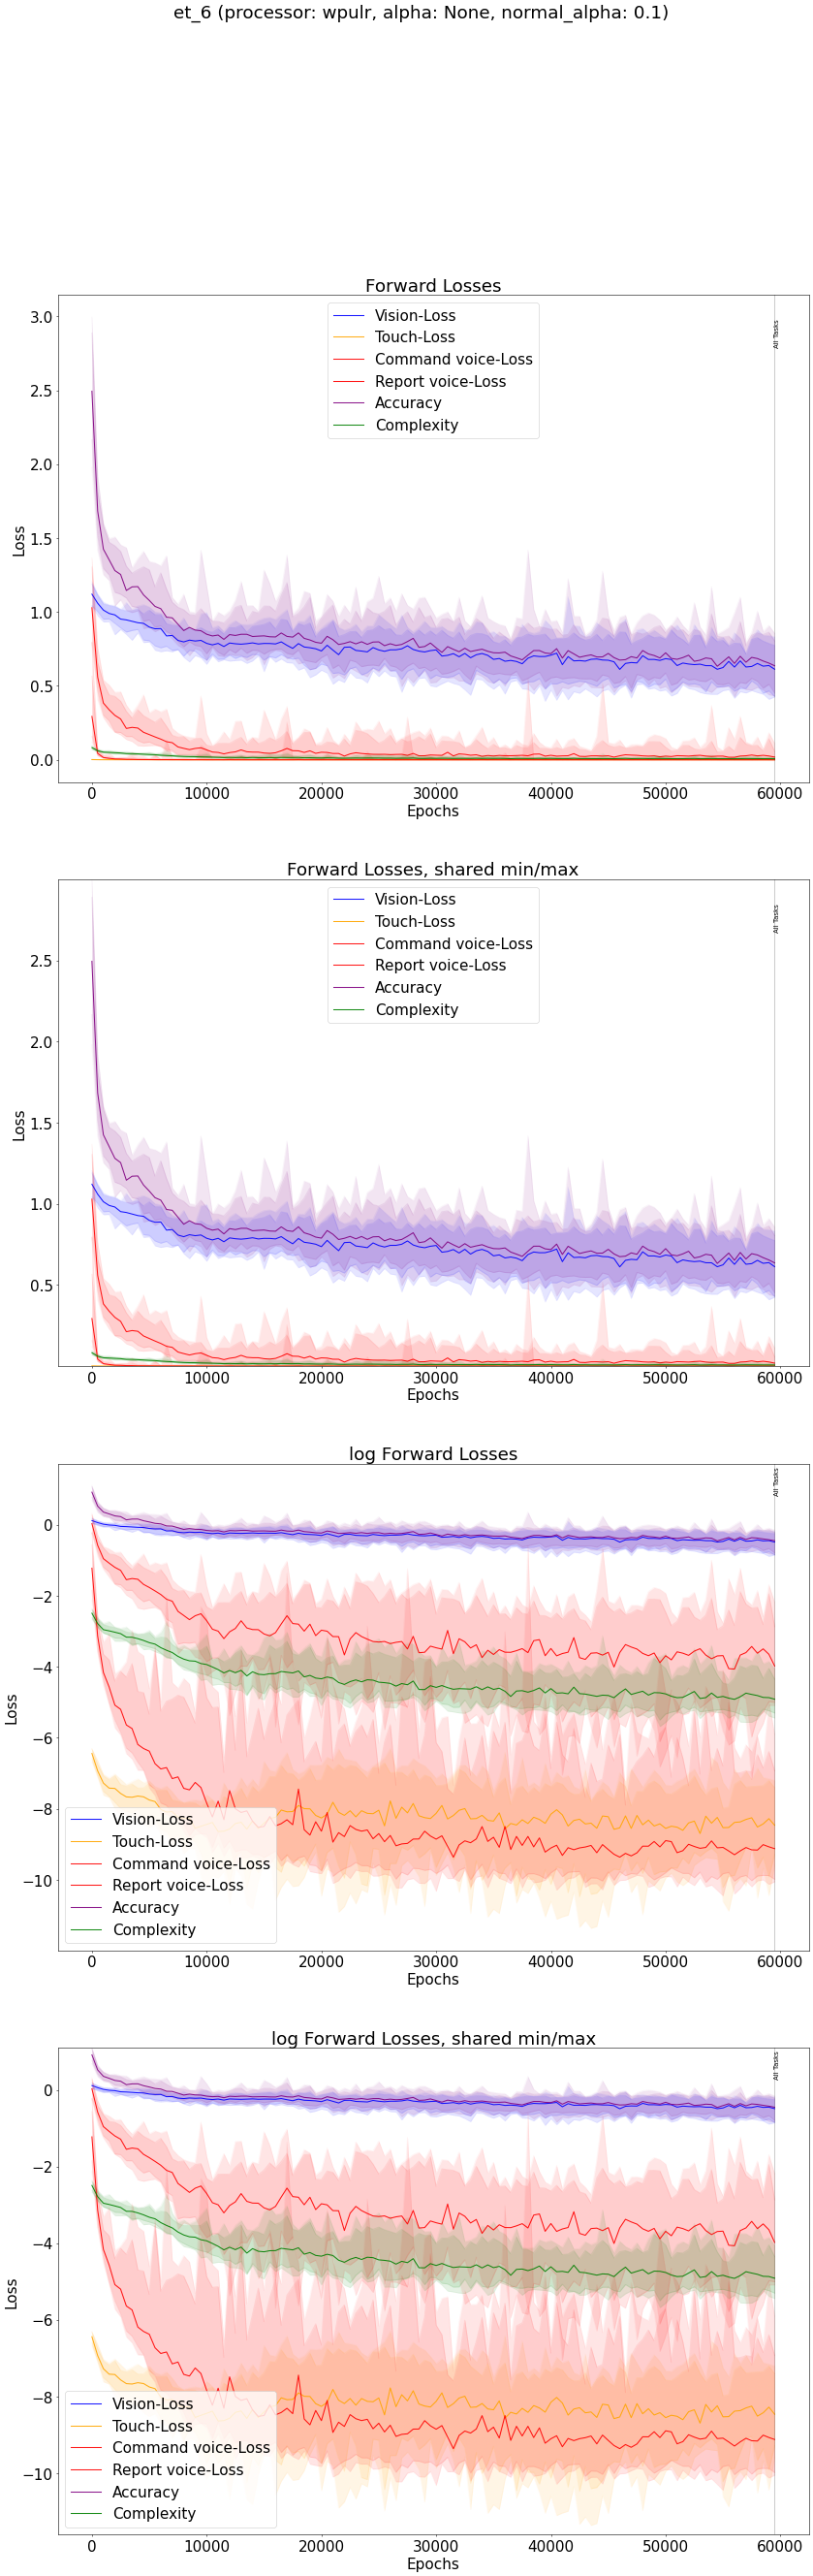 et_6 (processor: wpulr, alpha: None, normal_alpha: 0.1)
Forward Losses
3.0
2.5
2.0
1.5
1.0
0.5
0.0
Loss
Vision-Loss
Touch-Loss
Command voice-Loss
Report voice-Loss
Accuracy
Complexity
All Tasks
0 10000 20000 30000 40000 50000 60000
Epochs
Forward Losses, shared min/max
2.5
2.0
1.5
1.0
0.5
Loss
Vision-Loss
Touch-Loss
Command voice-Loss
Report voice-Loss
Accuracy
Complexity
All Tasks
0 10000 20000 30000 40000 50000 60000
Epochs
log Forward Losses
0
−2
−4
−6
−8
−10
Loss
All Tasks
Vision-Loss
Touch-Loss
Command voice-Loss
Report voice-Loss
Accuracy
Complexity
0 10000 20000 30000 40000 50000 60000
Epochs
log Forward Losses, shared min/max
0
−2
−4
−6
−8
−10
Loss
All Tasks
Vision-Loss
Touch-Loss
Command voice-Loss
Report voice-Loss
Accuracy
Complexity
0 10000 20000 30000 40000 50000 60000
Epochs